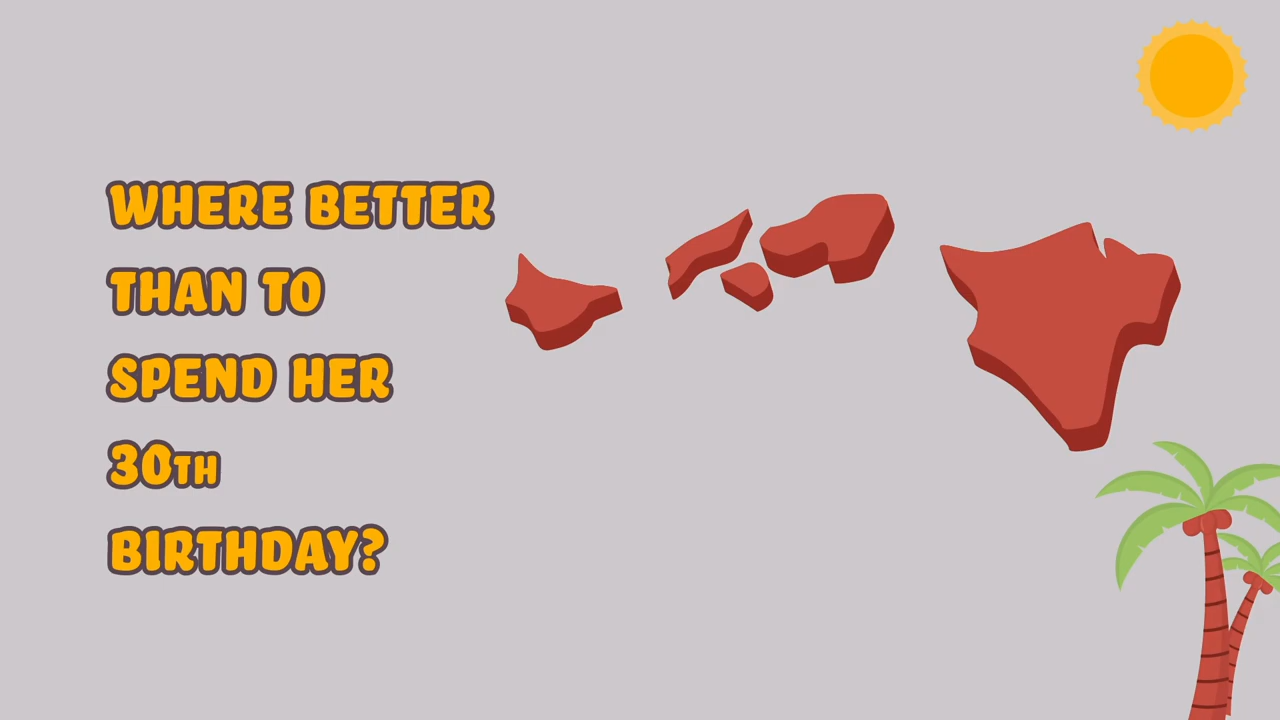 WHERE BETTER
THAN TO
SPEND HER
30TH
BIRTHDAY?